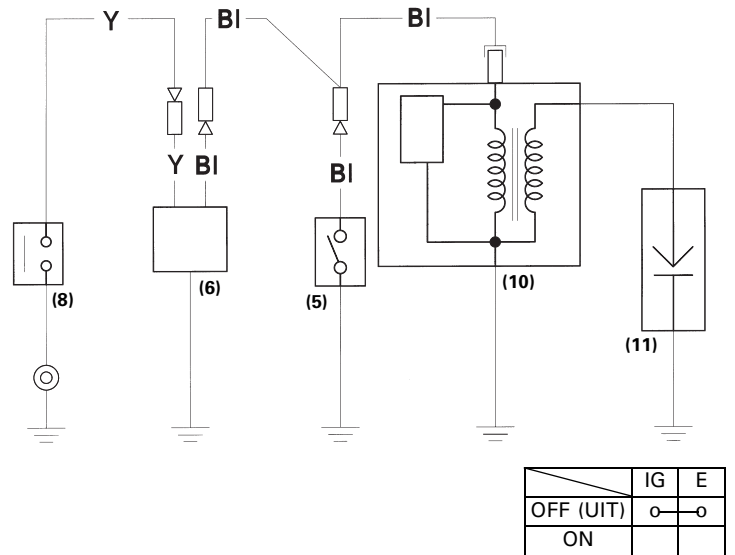 Y
Bl
Bl
Y
Bl
Bl
(8)
(6)
(5)
(10)
(11)
IG E
OFF (UIT)
ON